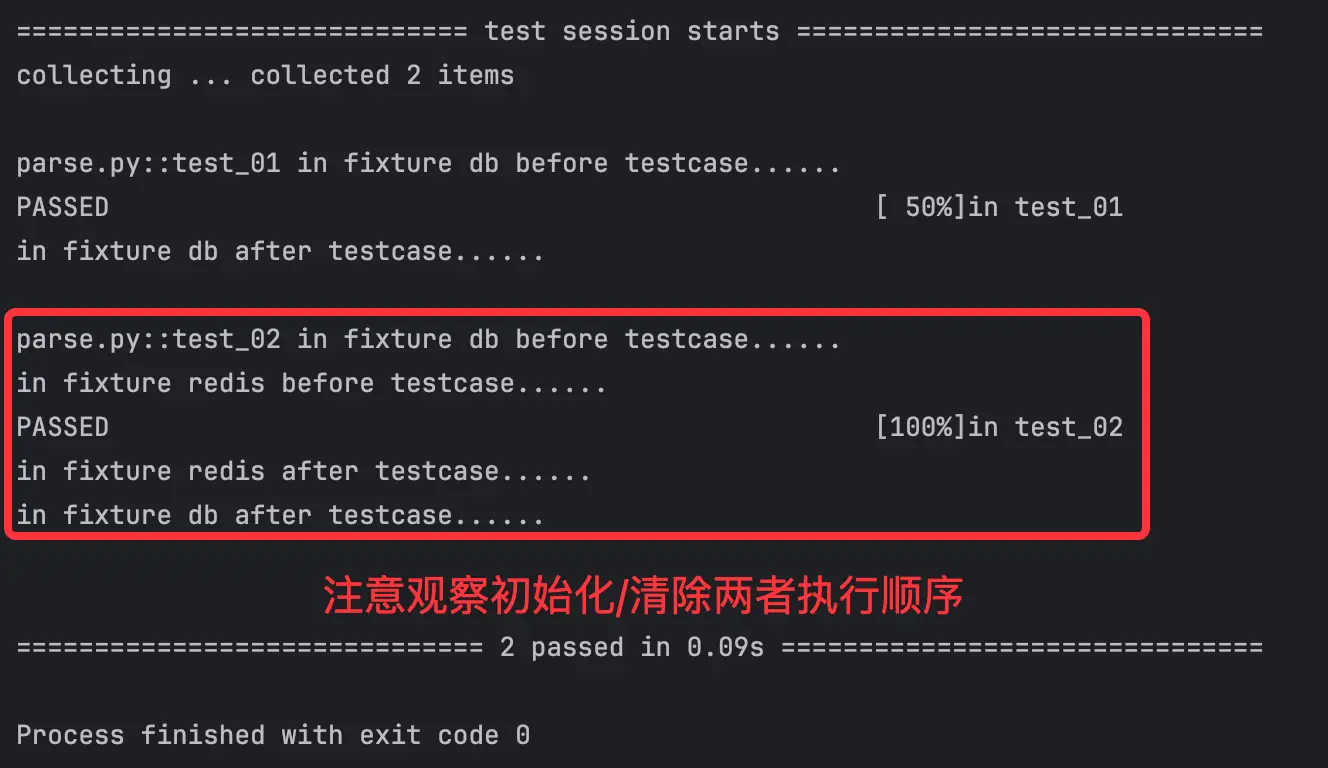 ============================= test session starts ==============================
collecting ... collected 2 items
parse.py::test_01 in fixture db before testcase......
PASSED                                                 [ 50%]in test_01
in fixture db after testcase......
parse.py::test_02 in fixture db before testcase......
in fixture redis before testcase......
PASSED                                                 [100%]in test_02
in fixture redis after testcase......
in fixture db after testcase......
注意观察初始化/清除两者执行顺序
============================== 2 passed in 0.09s ===============================
Process finished with exit code 0